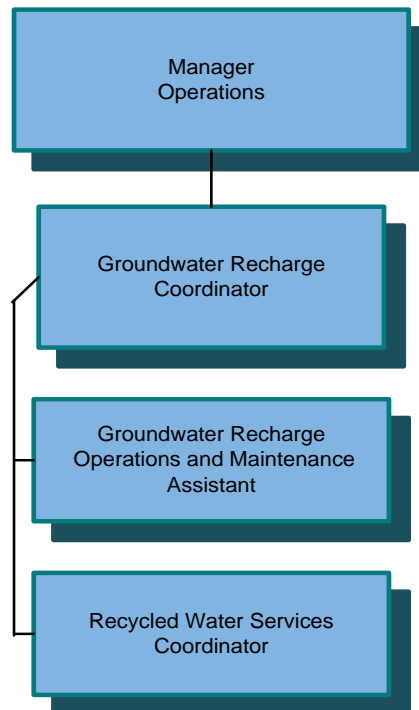 Manager
Operations
Groundwater Recharge
Coordinator
Groundwater Recharge
Operations and Maintenance
Assistant
Recycled Water Services
Coordinator